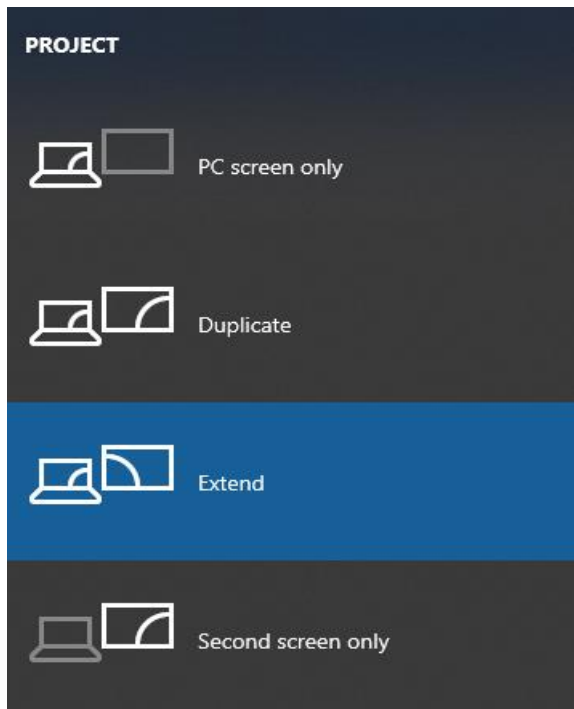 PROJECT
PC screen only
Duplicate
Extend
Second screen only